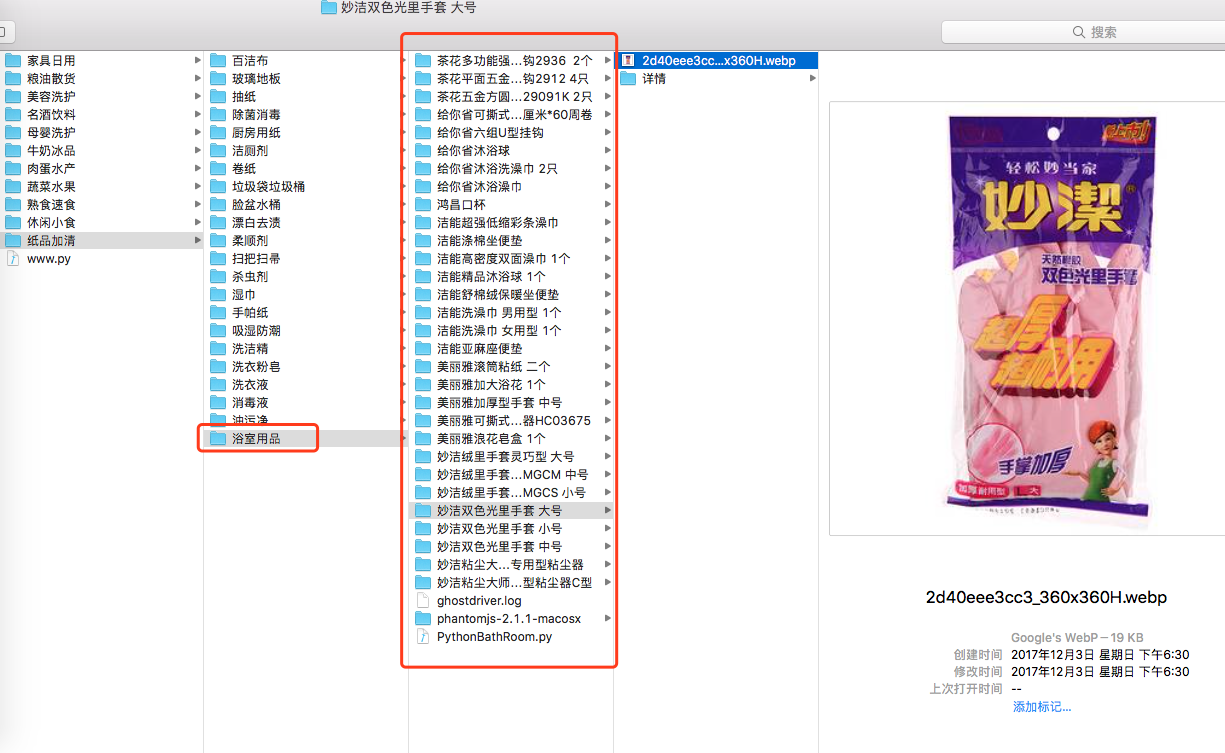 妙洁双色光里手套 大号
搜索
家具日用
粮油散货
美容洗护
名酒饮料
母婴洗护
牛奶冰品
肉蛋水产
蔬菜水果
熟食速食
休闲小食
纸品加清
www.py
百洁布
玻璃地板
抽纸
除菌消毒
厨房用纸
洁厕剂
卷纸
垃圾袋垃圾桶
脸盆水桶
漂白去渍
柔顺剂
扫把扫帚
杀虫剂
湿巾
手帕纸
吸湿防潮
洗洁精
洗衣粉皂
洗衣液
消毒液
油污净
浴室用品
茶花多功能强...钩2936 2个
茶花平面五金...钩2912 4只
茶花五金方圆...29091K 2只
给你省可撕式...厘米*60周卷
给你省六组U型挂钩
给你省沐浴球
给你省沐浴洗澡巾 2只
给你省沐浴澡巾
鸿昌口杯
洁能超强低缩彩条澡巾
洁能涤棉坐便垫
洁能高密度双面澡巾 1个
洁能精品沐浴球 1个
洁能舒棉绒保暖坐便垫
洁能洗澡巾 男用型 1个
洁能洗澡巾 女用型 1个
洁能亚麻座便垫
美丽雅滚筒粘纸 二个
美丽雅加大浴花 1个
美丽雅加厚型手套 中号
美丽雅可撕式...器HC03675
美丽雅浪花皂盒 1个
妙洁绒里手套灵巧型 大号
妙洁绒里手套...MGCM 中号
妙洁绒里手套...MGCS 小号
妙洁双色光里手套 大号
妙洁双色光里手套 小号
妙洁双色光里手套 中号
妙洁粘尘大...专用型粘尘器
妙洁粘尘大师...型粘尘器C型
ghostdriver.log
phantomjs-2.1.1-macosx
PythonBathRoom.py
2d40eee3cc...x360H.webp
详情
新上市!
轻松妙当家
妙潔®
天然橡胶
双色光里手套
超厚
超耐用
手掌加厚
加厚耐用型 L 大
2d40eee3cc3_360x360H.webp
Google's WebP－19 KB
创建时间 2017年12月3日 星期日 下午6:30
修改时间 2017年12月3日 星期日 下午6:30
上次打开时间 --
添加标记...